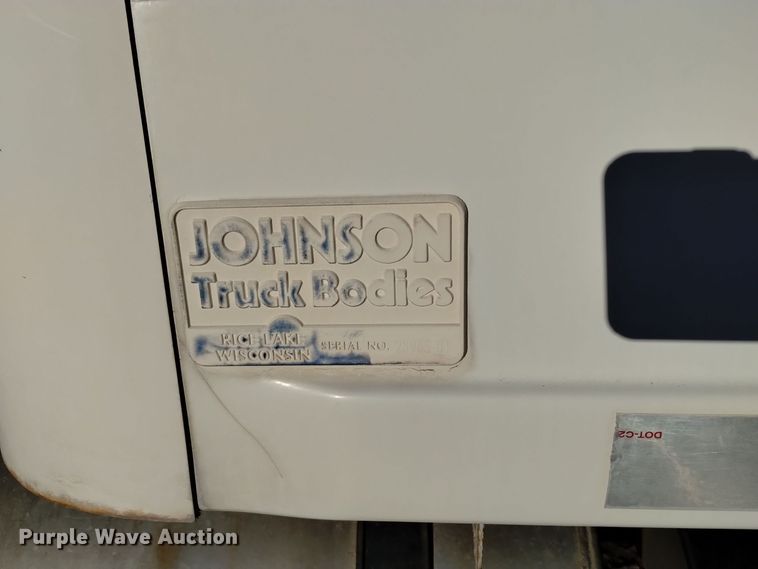 JOHNSON
Truck Bodies
RICE LAKE
WISCONSIN
SERIAL NO.
DOT-C2
Purple Wave Auction